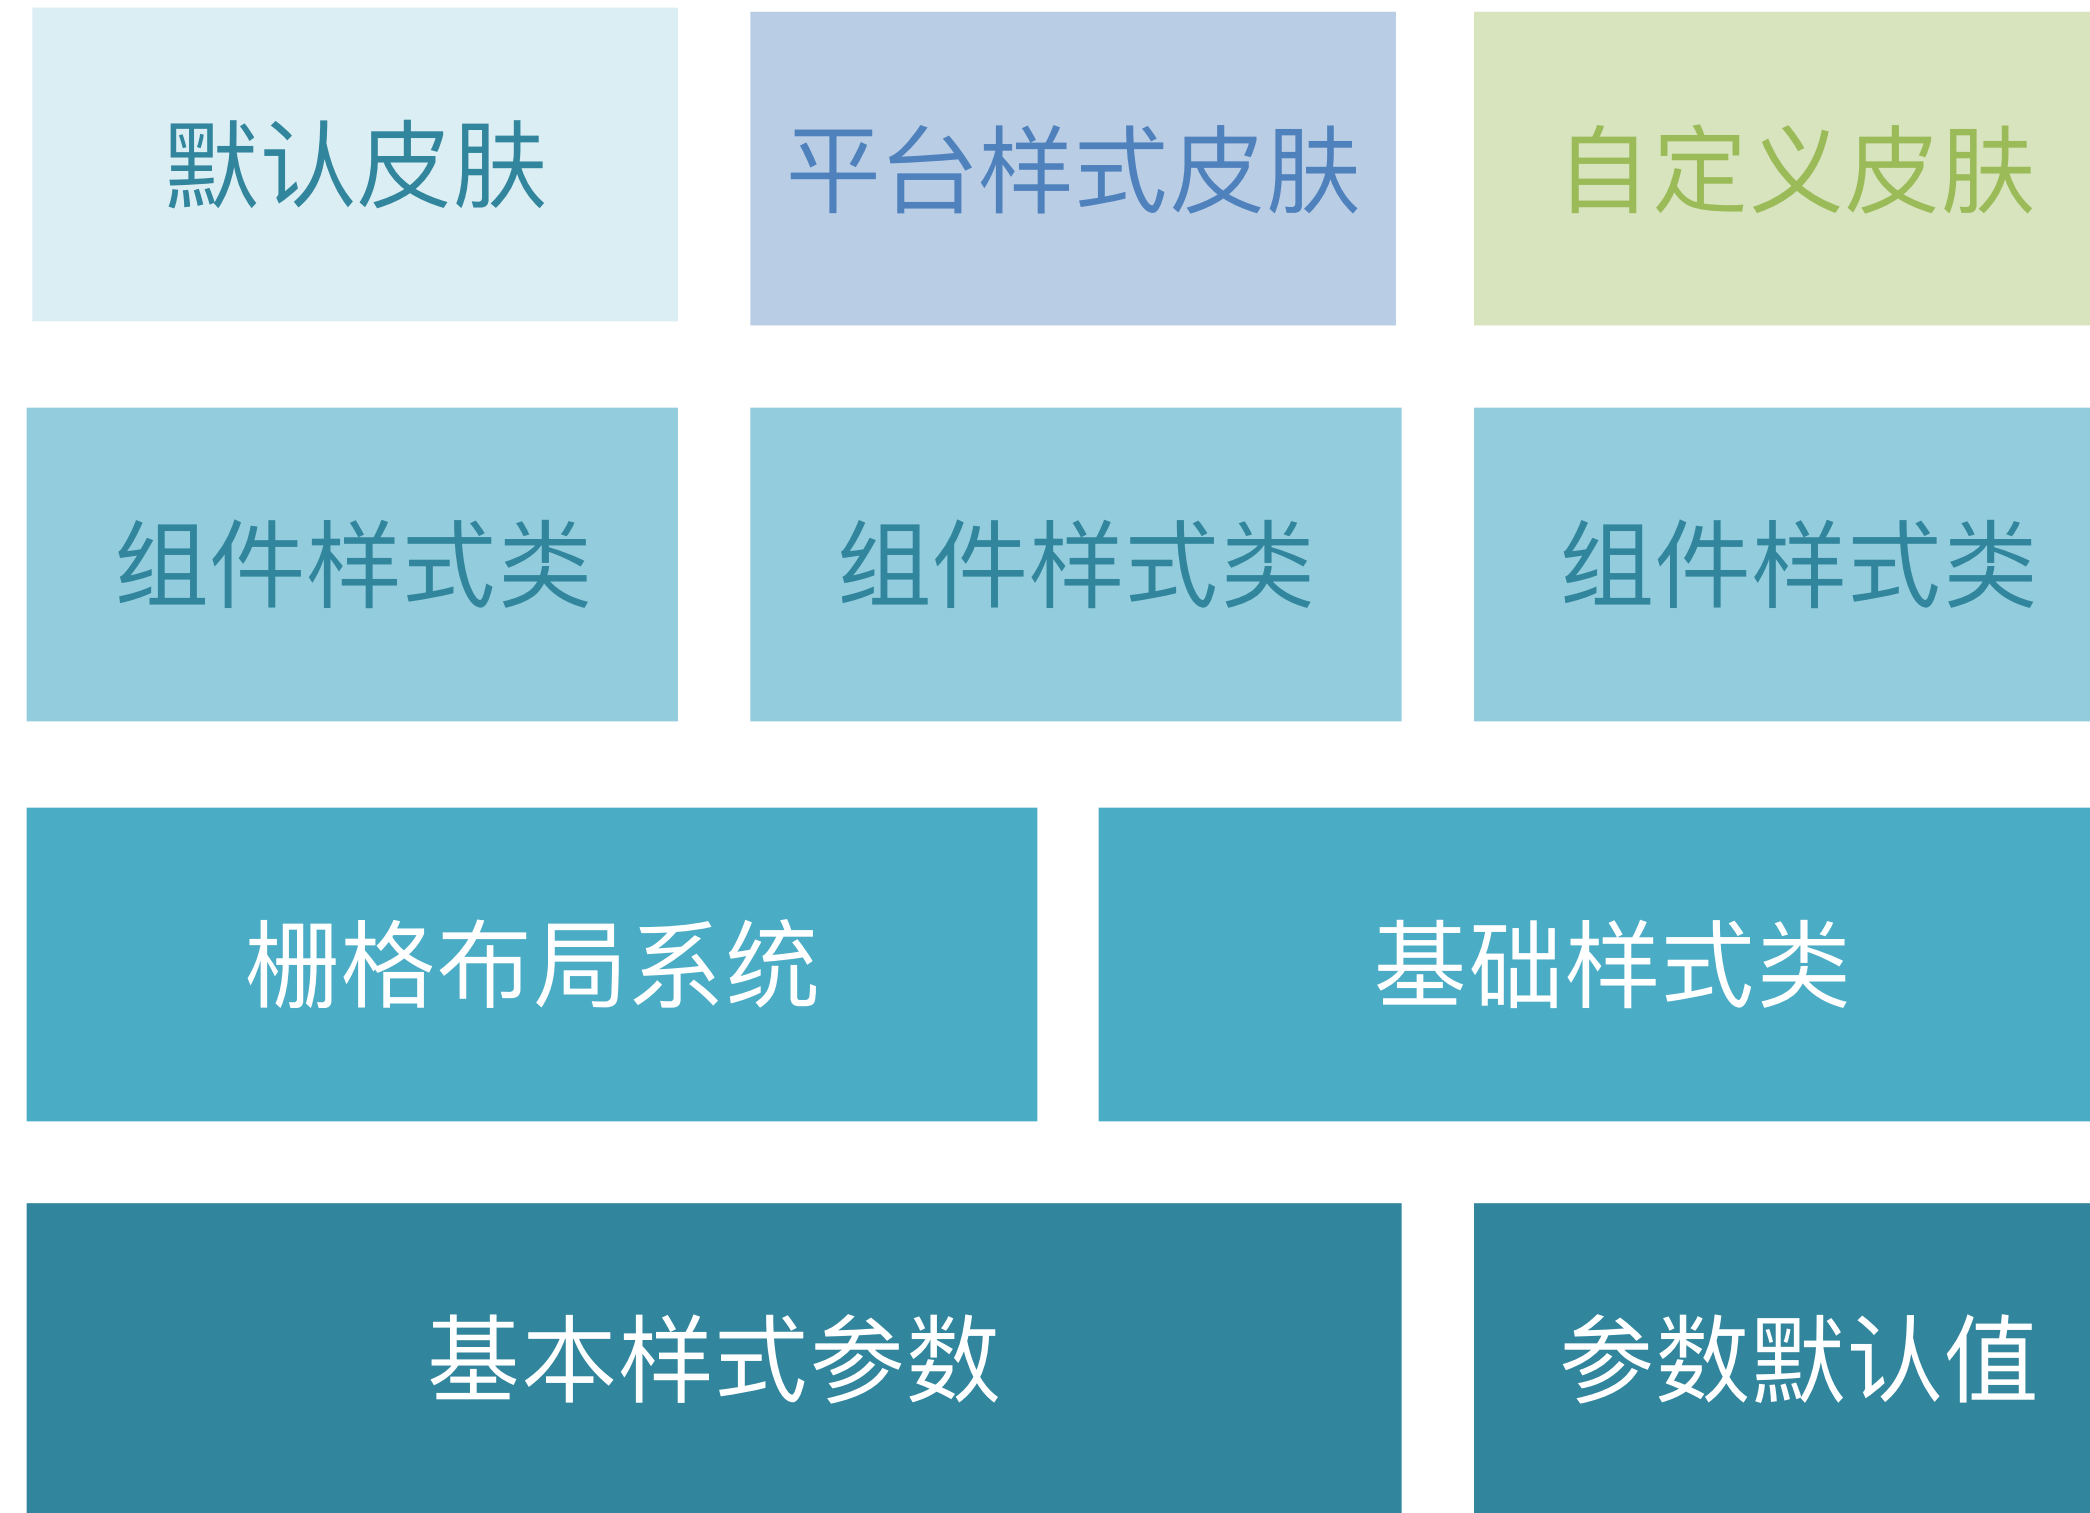 默认皮肤
平台样式皮肤
自定义皮肤
组件样式类
组件样式类
组件样式类
栅格布局系统
基础样式类
基本样式参数
参数默认值